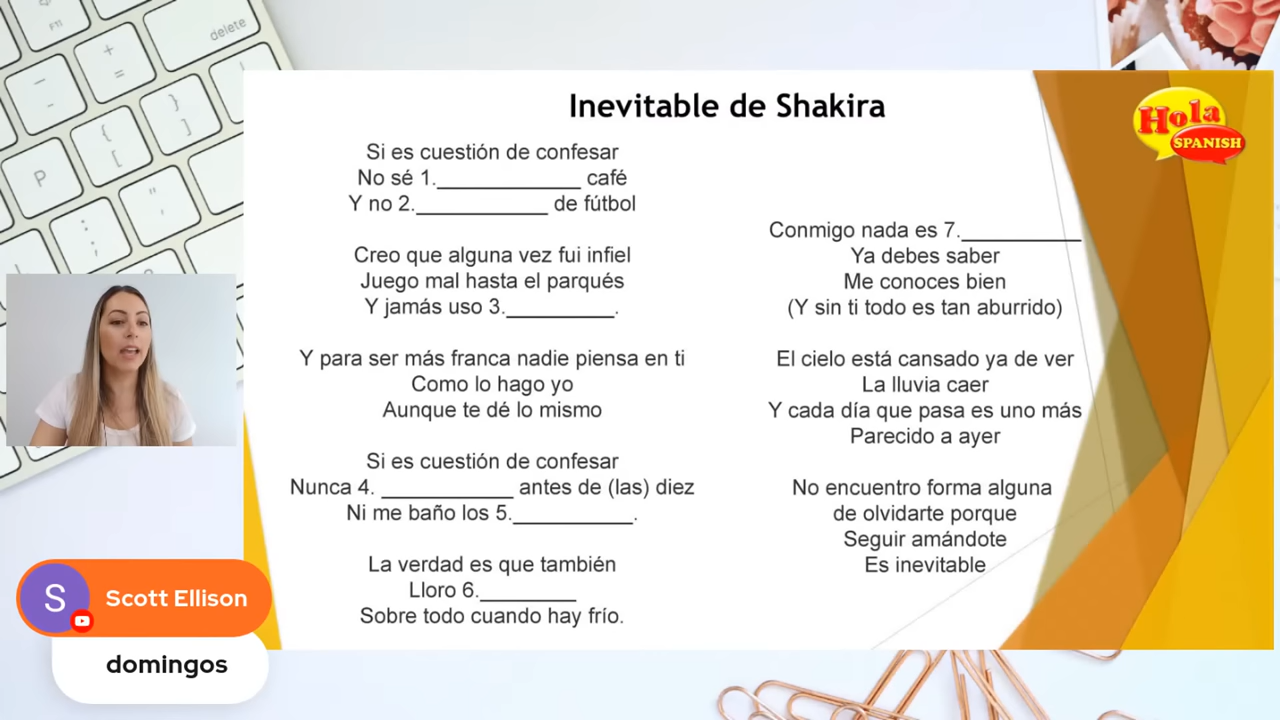 F11
delete
+
=
-
_
}
]
{
[
P
"
'
:
;
Inevitable de Shakira
Hola
SPANISH
Si es cuestión de confesar
No sé 1._____________ café
Y no 2.____________ de fútbol
Creo que alguna vez fui infiel
Juego mal hasta el parqués
Y jamás uso 3.__________.
Y para ser más franca nadie piensa en ti
Como lo hago yo
Aunque te dé lo mismo
Si es cuestión de confesar
Nunca 4. ____________ antes de (las) diez
Ni me baño los 5.___________.
La verdad es que también
Lloro 6._________
Sobre todo cuando hay frío.
Conmigo nada es 7.___________
Ya debes saber
Me conoces bien
(Y sin ti todo es tan aburrido)
El cielo está cansado ya de ver
La lluvia caer
Y cada día que pasa es uno más
Parecido a ayer
No encuentro forma alguna
de olvidarte porque
Seguir amándote
Es inevitable
S
Scott Ellison
domingos